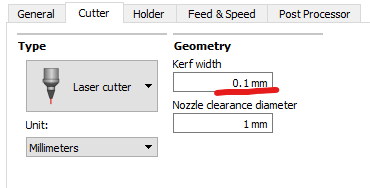 General Cutter Holder Feed & Speed Post Processor
Type
Laser cutter
Unit:
Millimeters
Geometry
Kerf width
0.1 mm
Nozzle clearance diameter
1 mm